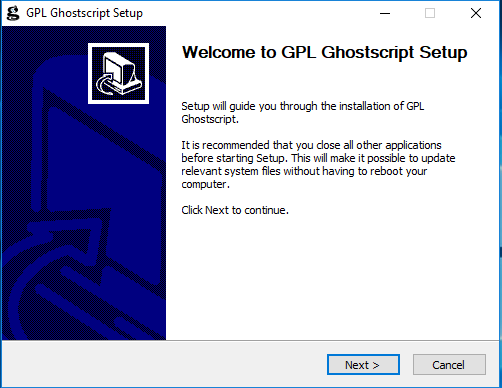 GPL Ghostscript Setup
Welcome to GPL Ghostscript Setup
Setup will guide you through the installation of GPL
Ghostscript.
It is recommended that you close all other applications
before starting Setup. This will make it possible to update
relevant system files without having to reboot your
computer.
Click Next to continue.
Next >
Cancel